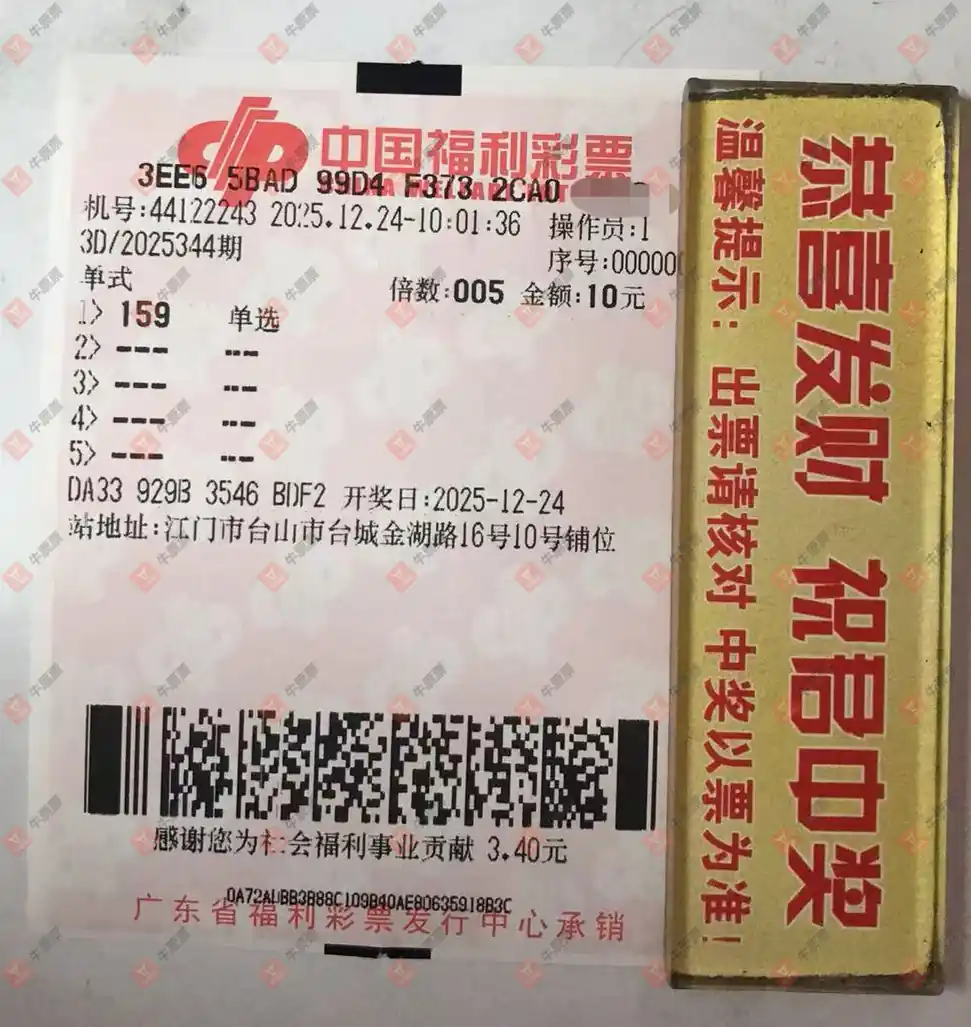 中国福利彩票
3EE6 5BAD 99D4 F373 2CA0
机号:44122243 2025.12.24-10:01:36 操作员:1
3D/2025344期 序号:00000
单式
倍数:005 金额:10元
1> 159 单选
2> --- ---
3> --- ---
4> --- ---
5> --- ---
DA33 929B 3546 BDF2 开奖日:2025-12-24
站地址:江门市台山市台城金湖路16号10号铺位
感谢您为社会福利事业贡献 3.40元
广东省福利彩票发行中心承销
恭喜发财 祝君中奖
温馨提示: 出票请核对 中奖以票为准!
牛票票